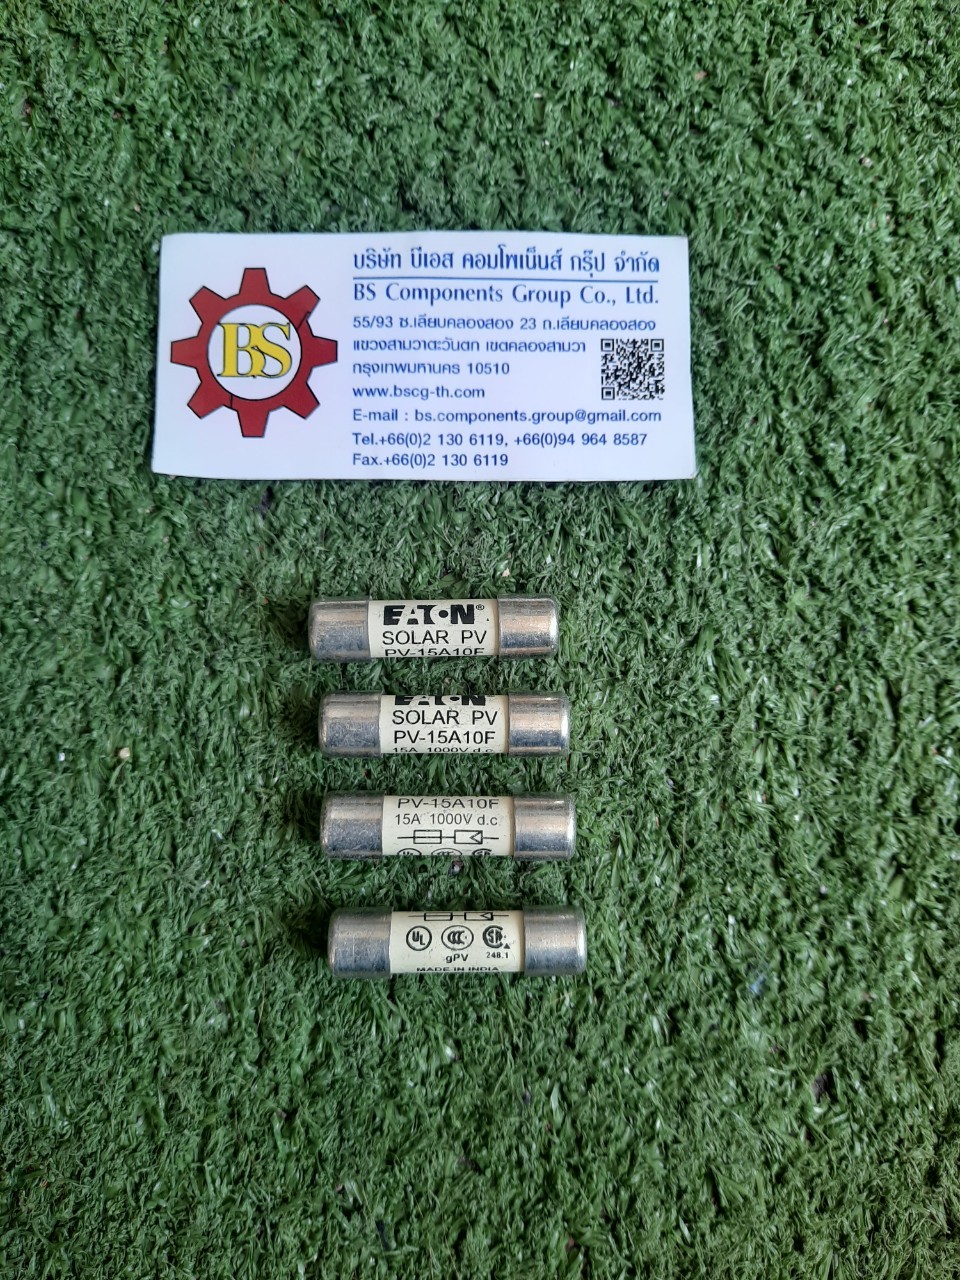 BS
บริษัท บีเอส คอมโพเน็นส์ กรุ๊ป จำกัด
BS Components Group Co., Ltd.
55/93 ซ.เลียบคลองสอง 23 ถ.เลียบคลองสอง
แขวงสามวาตะวันตก เขตคลองสามวา
กรุงเทพมหานคร 10510
www.bscg-th.com
E-mail : bs.components.group@gmail.com
Tel.+66(0)2 130 6119, +66(0)94 964 8587
Fax.+66(0)2 130 6119
EATON®
SOLAR PV
PV-15A10F
EATON
SOLAR PV
PV-15A10F
15A 1000V d.c.
PV-15A10F
15A 1000V d.c.
UL CCC SA
gPV 248.1
MADE IN INDIA